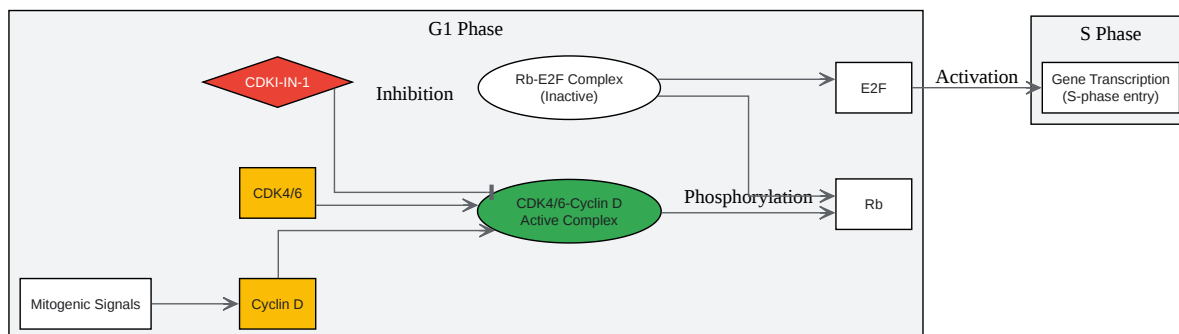 G1 Phase
S Phase
CDKI-IN-1
Inhibition
Rb-E2F Complex
(Inactive)
E2F
Activation
Gene Transcription
(S-phase entry)
CDK4/6
CDK4/6-Cyclin D
Active Complex
Phosphorylation
Rb
Mitogenic Signals
Cyclin D